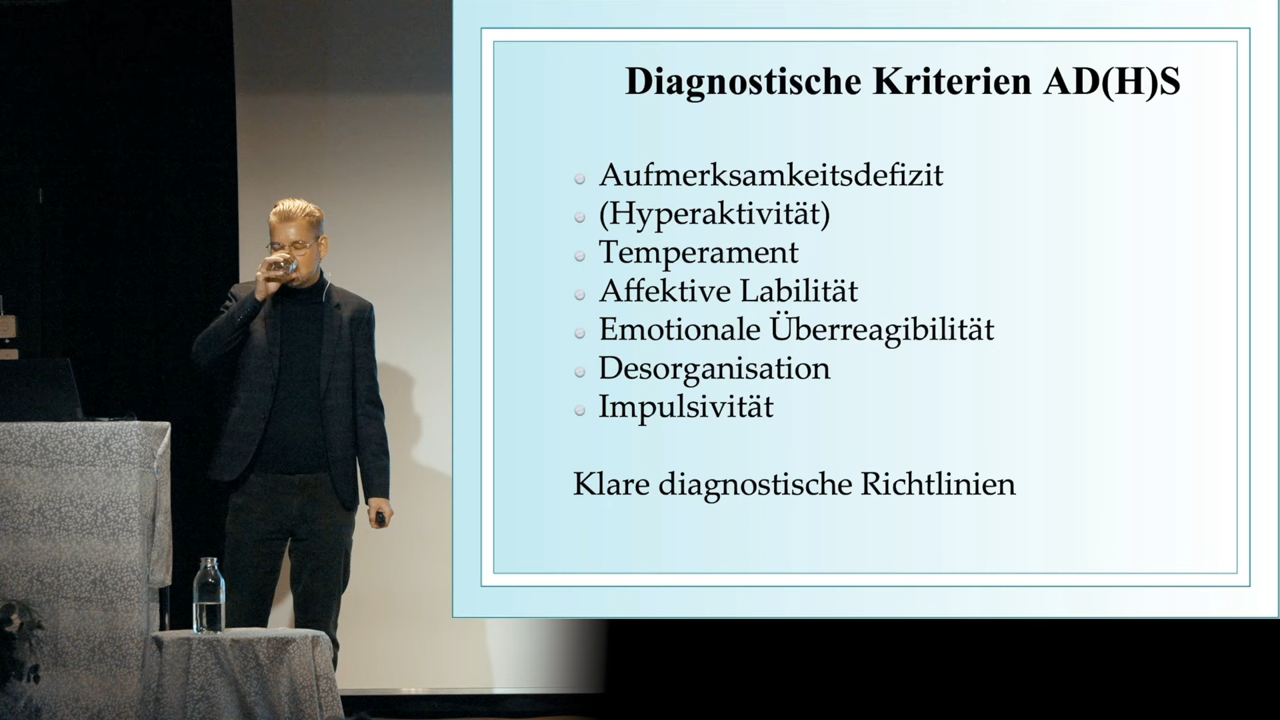 Diagnostische Kriterien AD(H)S
Aufmerksamkeitsdefizit
(Hyperaktivität)
Temperament
Affektive Labilität
Emotionale Überreagibilität
Desorganisation
Impulsivität
Klare diagnostische Richtlinien